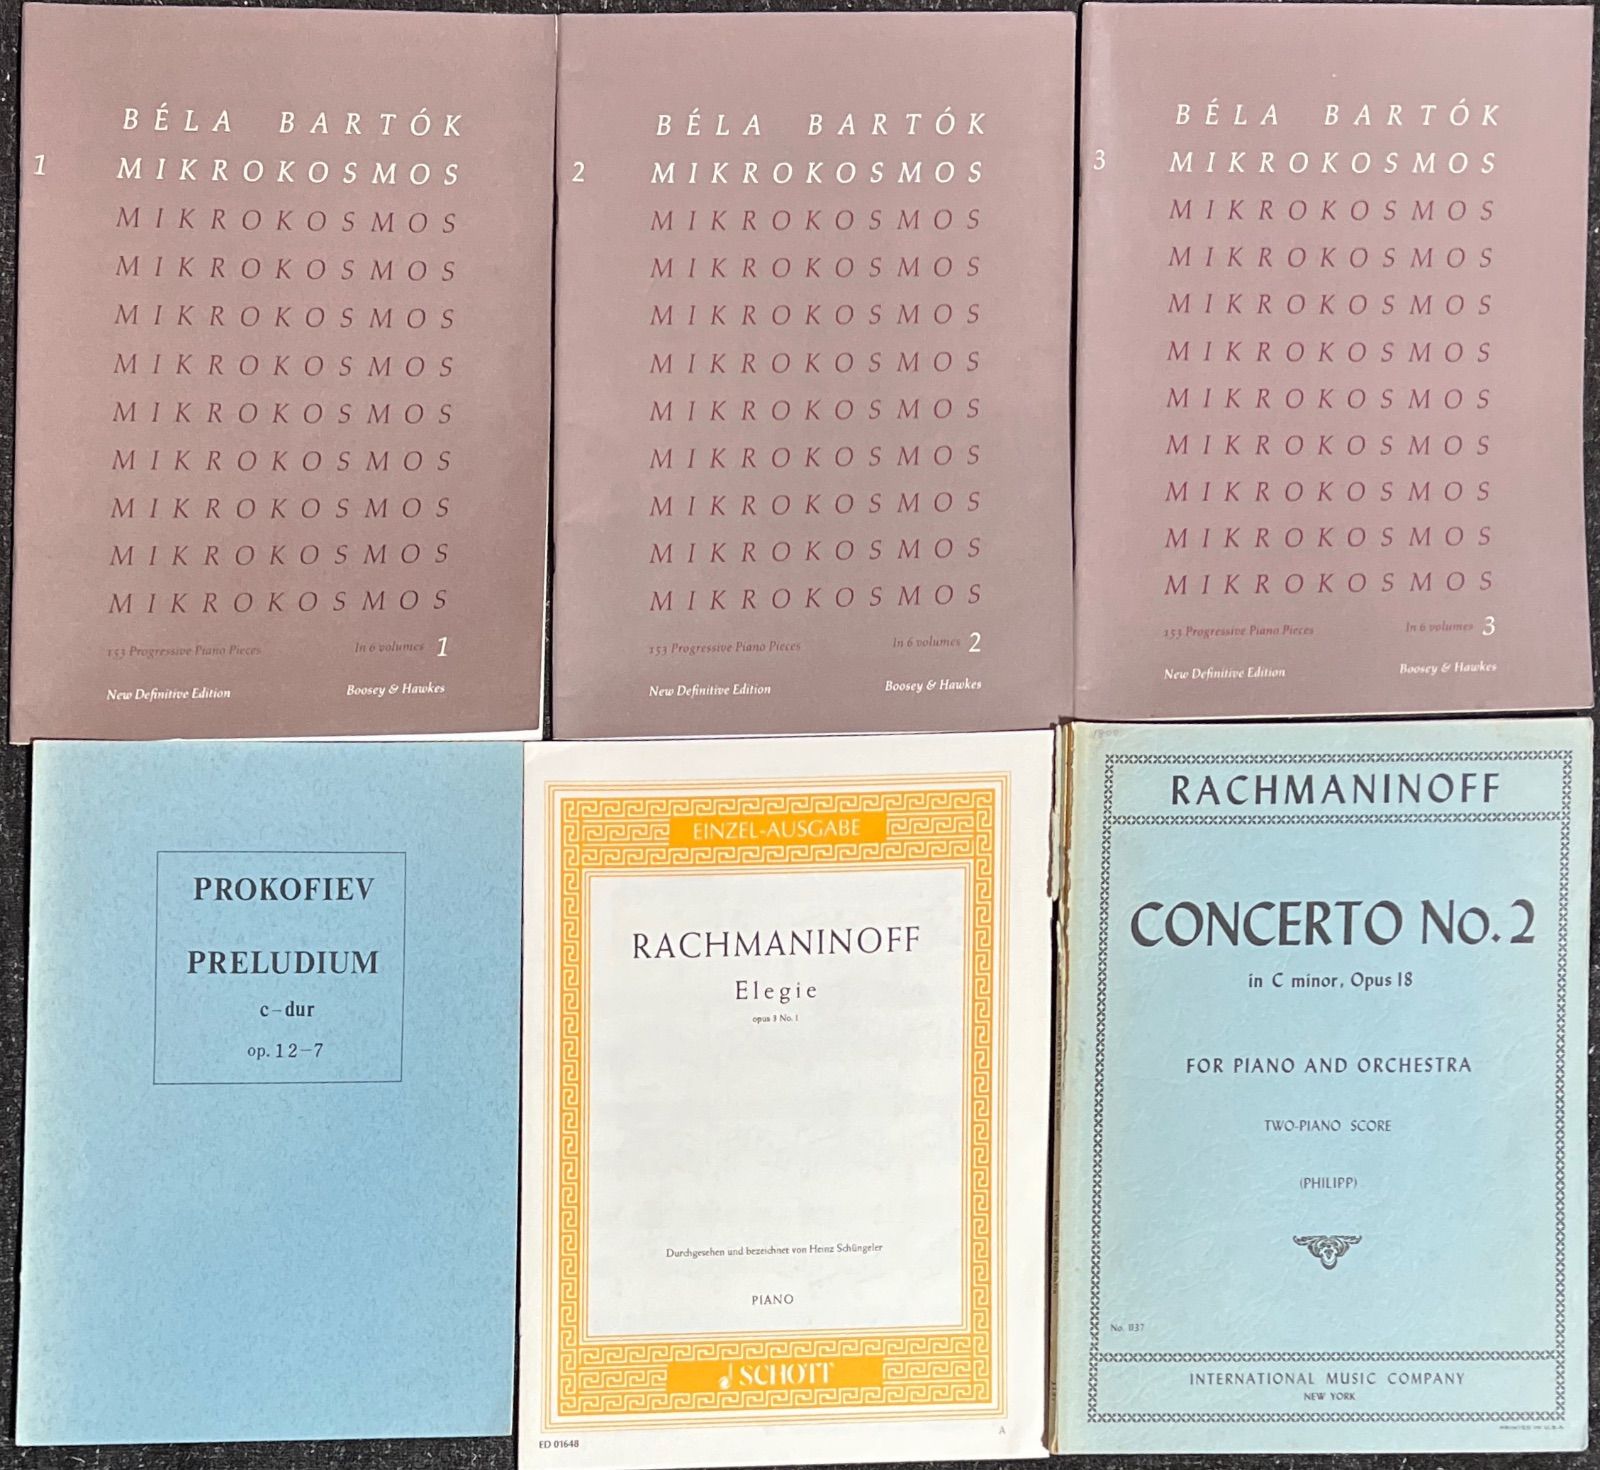 BÉLA BARTÓK
1
MIKROKOSMOS
MIKROKOSMOS
MIKROKOSMOS
MIKROKOSMOS
MIKROKOSMOS
MIKROKOSMOS
MIKROKOSMOS
MIKROKOSMOS
MIKROKOSMOS
MIKROKOSMOS
153 Progressive Piano Pieces In 6 volumes 1
New Definitive Edition Boosey & Hawkes
BÉLA BARTÓK
2
MIKROKOSMOS
MIKROKOSMOS
MIKROKOSMOS
MIKROKOSMOS
MIKROKOSMOS
MIKROKOSMOS
MIKROKOSMOS
MIKROKOSMOS
MIKROKOSMOS
MIKROKOSMOS
153 Progressive Piano Pieces In 6 volumes 2
New Definitive Edition Boosey & Hawkes
BÉLA BARTÓK
3
MIKROKOSMOS
MIKROKOSMOS
MIKROKOSMOS
MIKROKOSMOS
MIKROKOSMOS
MIKROKOSMOS
MIKROKOSMOS
MIKROKOSMOS
MIKROKOSMOS
MIKROKOSMOS
153 Progressive Piano Pieces In 6 volumes 3
New Definitive Edition Boosey & Hawkes
PROKOFIEV
PRELUDIUM
c-dur
op. 12-7
EINZEL-AUSGABE
RACHMANINOFF
Elegie
opus 3 No. 1
Durchgesehen und bezeichnet von Heinz Schüngeler
PIANO
SCHOTT
A
ED 01648
RACHMANINOFF
CONCERTO No. 2
in C minor, Opus 18
FOR PIANO AND ORCHESTRA
TWO-PIANO SCORE
(PHILIPP)
No. 1137
INTERNATIONAL MUSIC COMPANY
NEW YORK
PRINTED IN U.S.A.